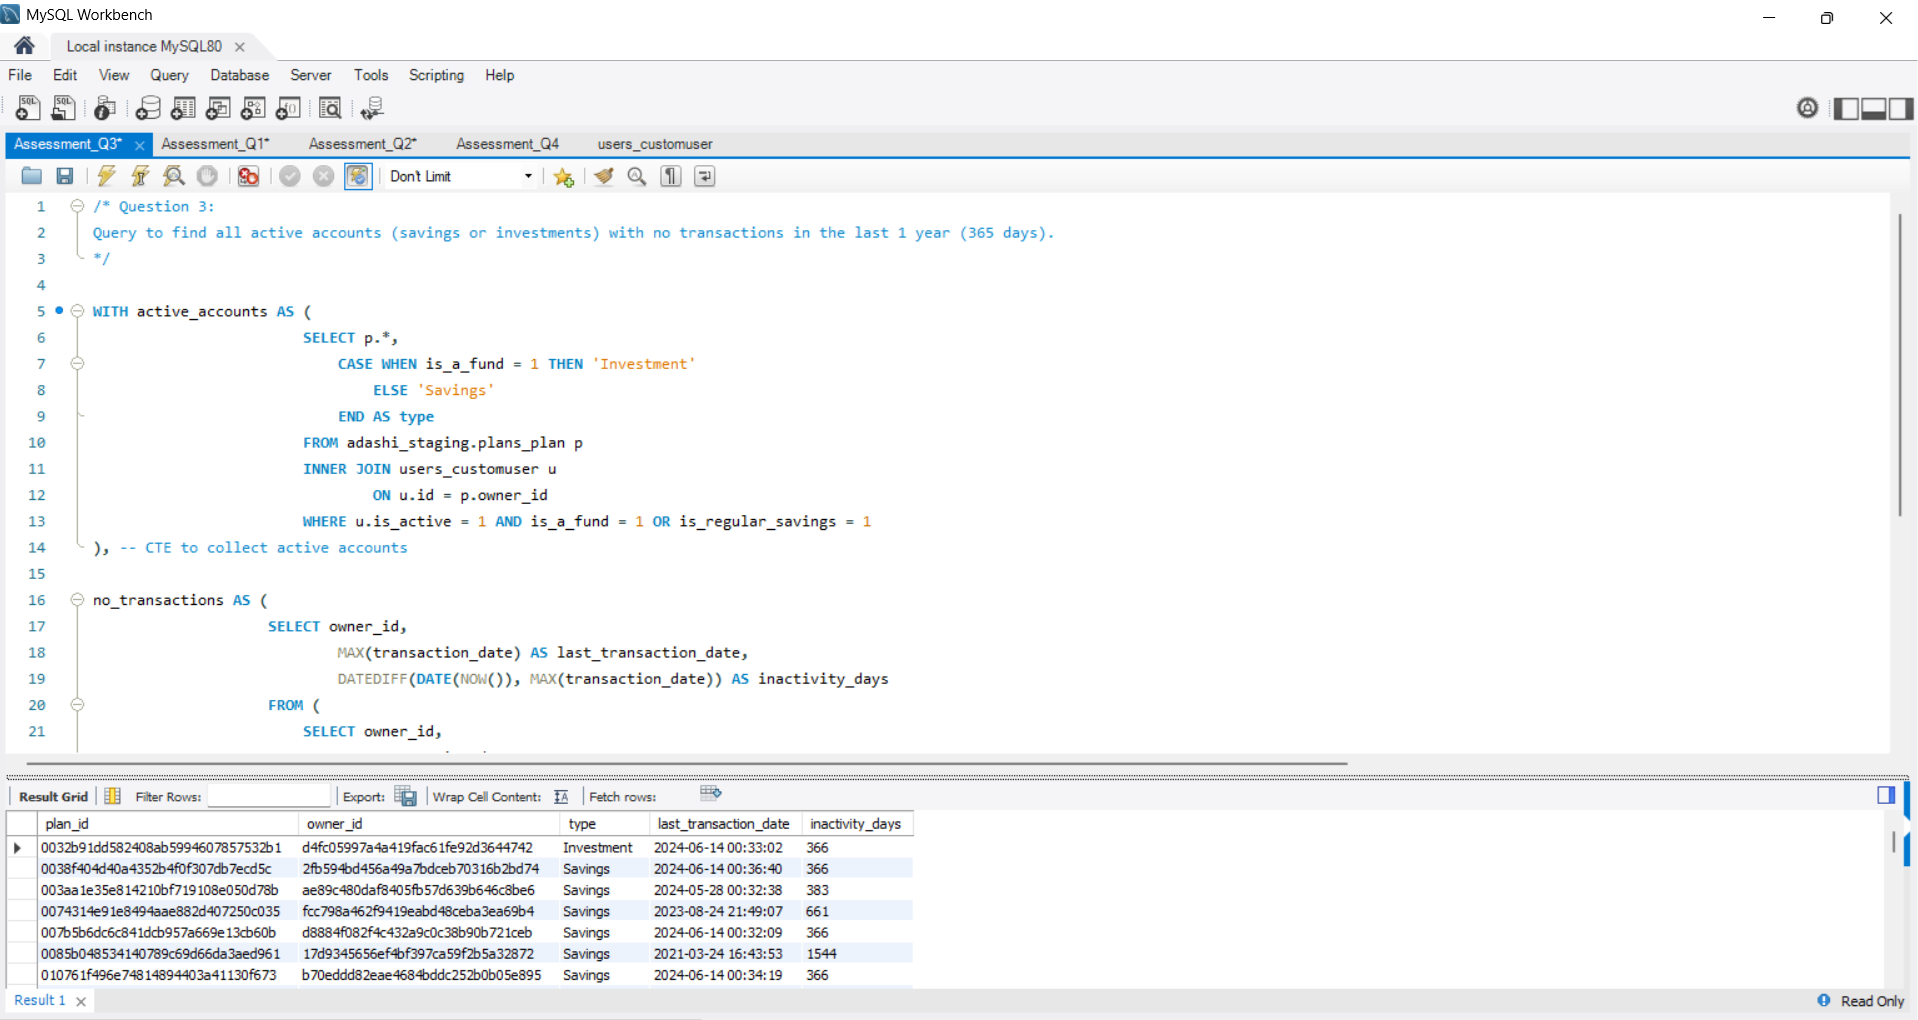 MySQL Workbench
Local instance MySQL80
File Edit View Query Database Server Tools Scripting Help
Assessment_Q3* Assessment_Q1* Assessment_Q2* Assessment_Q4 users_customuser
Don't Limit
1 /* Question 3:
2 Query to find all active accounts (savings or investments) with no transactions in the last 1 year (365 days).
3 */
4
5 WITH active_accounts AS (
6 SELECT p.*,
7 CASE WHEN is_a_fund = 1 THEN 'Investment'
8 ELSE 'Savings'
9 END AS type
10 FROM adashi_staging.plans_plan p
11 INNER JOIN users_customuser u
12 ON u.id = p.owner_id
13 WHERE u.is_active = 1 AND is_a_fund = 1 OR is_regular_savings = 1
14 ), -- CTE to collect active accounts
15
16 no_transactions AS (
17 SELECT owner_id,
18 MAX(transaction_date) AS last_transaction_date,
19 DATEDIFF(DATE(NOW()), MAX(transaction_date)) AS inactivity_days
20 FROM (
21 SELECT owner_id,
Result Grid Filter Rows: Export: Wrap Cell Content: Fetch rows:
plan_id owner_id type last_transaction_date inactivity_days
0032b91dd582408ab5994607857532b1 d4fc05997a4a419fac61fe92d3644742 Investment 2024-06-14 00:33:02 366
0038f404d40a4352b4f0f307db7ecd5c 2fb594bd456a49a7bdceb70316b2bd74 Savings 2024-06-14 00:36:40 366
003aa1e35e814210bf719108e050d78b ae89c480daf8405fb57d639b646c8be6 Savings 2024-05-28 00:32:38 383
0074314e91e8494aae882d407250c035 fcc798a462f9419eabd48ceba3ea69b4 Savings 2023-08-24 21:49:07 661
007b5b6dc6c841dcb957a669e13cb60b d8884f082f4c432a9c0c38b90b721ceb Savings 2024-06-14 00:32:09 366
0085b048534140789c69d66da3aed961 17d9345656ef4bf397ca59f2b5a32872 Savings 2021-03-24 16:43:53 1544
010761f496e74814894403a41130f673 b70eddd82eae4684bddc252b0b05e895 Savings 2024-06-14 00:34:19 366
Result 1 Read Only